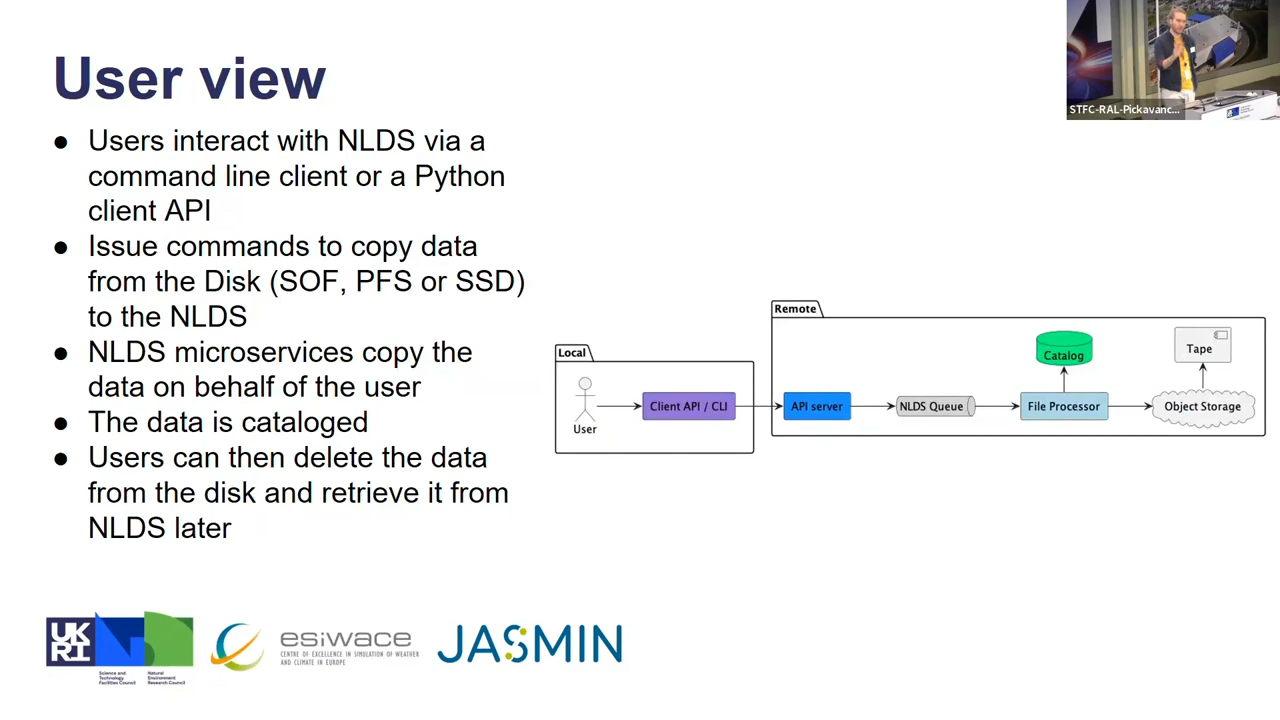 User view
● Users interact with NLDS via a
command line client or a Python
client API
● Issue commands to copy data
from the Disk (SOF, PFS or SSD)
to the NLDS
● NLDS microservices copy the
data on behalf of the user
● The data is cataloged
● Users can then delete the data
from the disk and retrieve it from
NLDS later
STFC-RAL-Pickavanc...
Local
User
Client API / CLI
Remote
API server
NLDS Queue
Catalog
File Processor
Tape
Object Storage
UK
RI
Science and
Technology
Facilities Council
Natural
Environment
Research Council
esiwace
CENTRE OF EXCELLENCE IN SIMULATION OF WEATHER
AND CLIMATE IN EUROPE
JASMIN